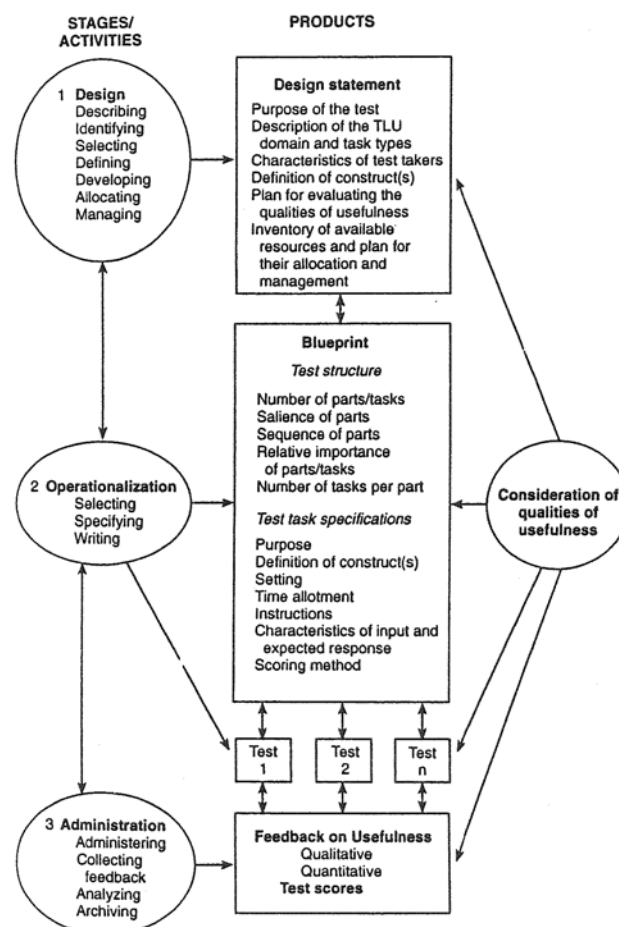 STAGES/
ACTIVITIES
PRODUCTS
1 Design
Describing
Identifying
Selecting
Defining
Developing
Allocating
Managing
Design statement
Purpose of the test
Description of the TLU
domain and task types
Characteristics of test takers
Definition of construct(s)
Plan for evaluating the
qualities of usefulness
Inventory of available
resources and plan for
their allocation and
management
Blueprint
Test structure
Number of parts/tasks
Salience of parts
Sequence of parts
Relative importance
of parts/tasks
Number of tasks per part
Test task specifications
Purpose
Definition of construct(s)
Setting
Time allotment
Instructions
Characteristics of input and
expected response
Scoring method
2 Operationalization
Selecting
Specifying
Writing
Consideration of
qualities of
usefulness
Test
1
Test
2
Test
n
3 Administration
Administering
Collecting
feedback
Analyzing
Archiving
Feedback on Usefulness
Qualitative
Quantitative
Test scores